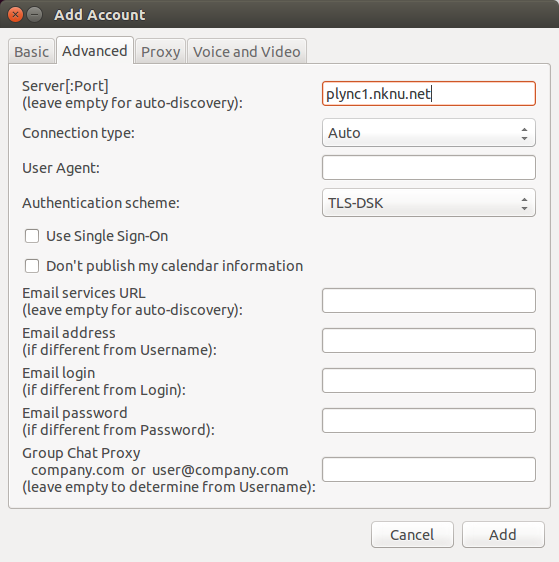 Add Account
Basic Advanced Proxy Voice and Video
Server[:Port]
(leave empty for auto-discovery): plync1.nknu.net
Connection type: Auto
User Agent:
Authentication scheme: TLS-DSK
Use Single Sign-On
Don't publish my calendar information
Email services URL
(leave empty for auto-discovery):
Email address
(if different from Username):
Email login
(if different from Login):
Email password
(if different from Password):
Group Chat Proxy
company.com or user@company.com
(leave empty to determine from Username):
Cancel Add